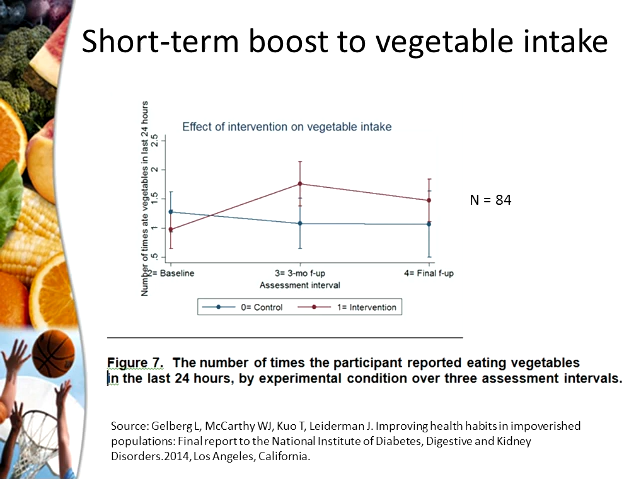 Short-term boost to vegetable intake
Effect of intervention on vegetable intake
Number of times ate vegetables in last 24 hours
2.5
2
1.5
1
.5
2= Baseline
3= 3-mo f-up
4= Final f-up
Assessment interval
0= Control
1= Intervention
N = 84
Figure 7. The number of times the participant reported eating vegetables
in the last 24 hours, by experimental condition over three assessment intervals.
Source: Gelberg L, McCarthy WJ, Kuo T, Leiderman J. Improving health habits in impoverished
populations: Final report to the National Institute of Diabetes, Digestive and Kidney
Disorders.2014, Los Angeles, California.